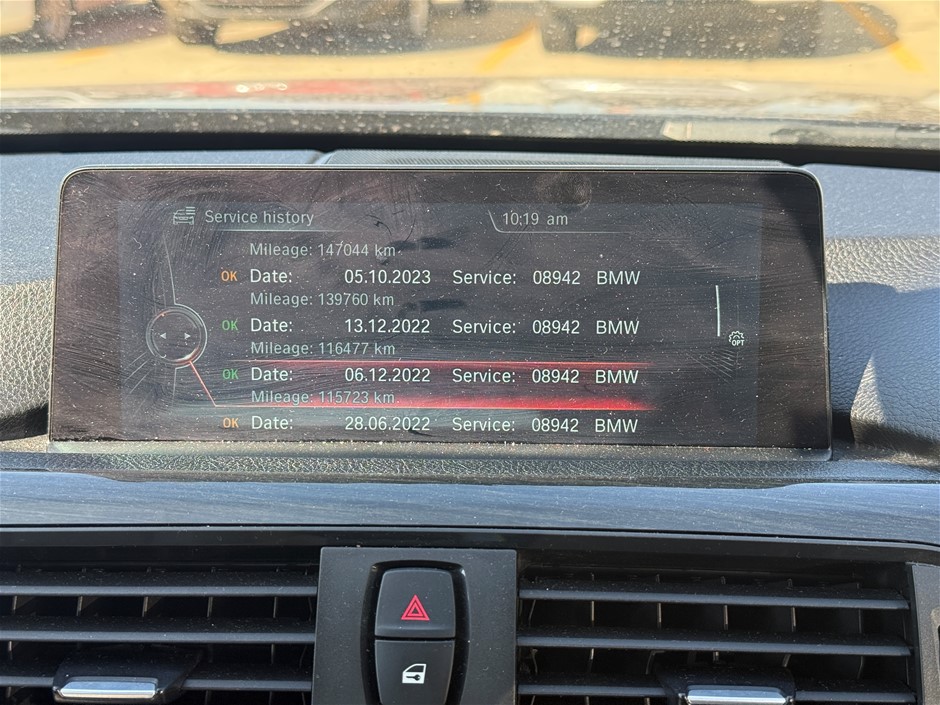 Service history 10:19 am
Mileage: 147044 km
OK Date: 05.10.2023 Service: 08942 BMW
Mileage: 139760 km
OK Date: 13.12.2022 Service: 08942 BMW
Mileage: 116477 km
OK Date: 06.12.2022 Service: 08942 BMW
Mileage: 115723 km
OK Date: 28.06.2022 Service: 08942 BMW
OPT